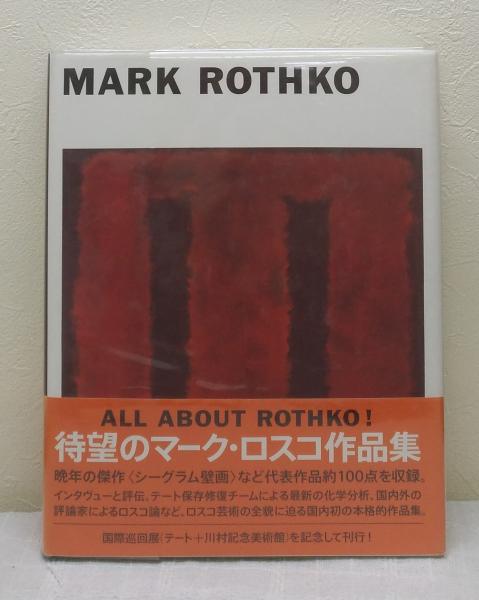 MARK ROTHKO
ALL ABOUT ROTHKO!
待望のマーク・ロスコ作品集
晩年の傑作〈シーグラム壁画〉など代表作品約100点を収録。
インタヴューと評伝、テート保存修復チームによる最新の化学分析、国内外の
評論家によるロスコ論など、ロスコ芸術の全貌に迫る国内初の本格的作品集。
国際巡回展(テート＋川村記念美術館)を記念して刊行!